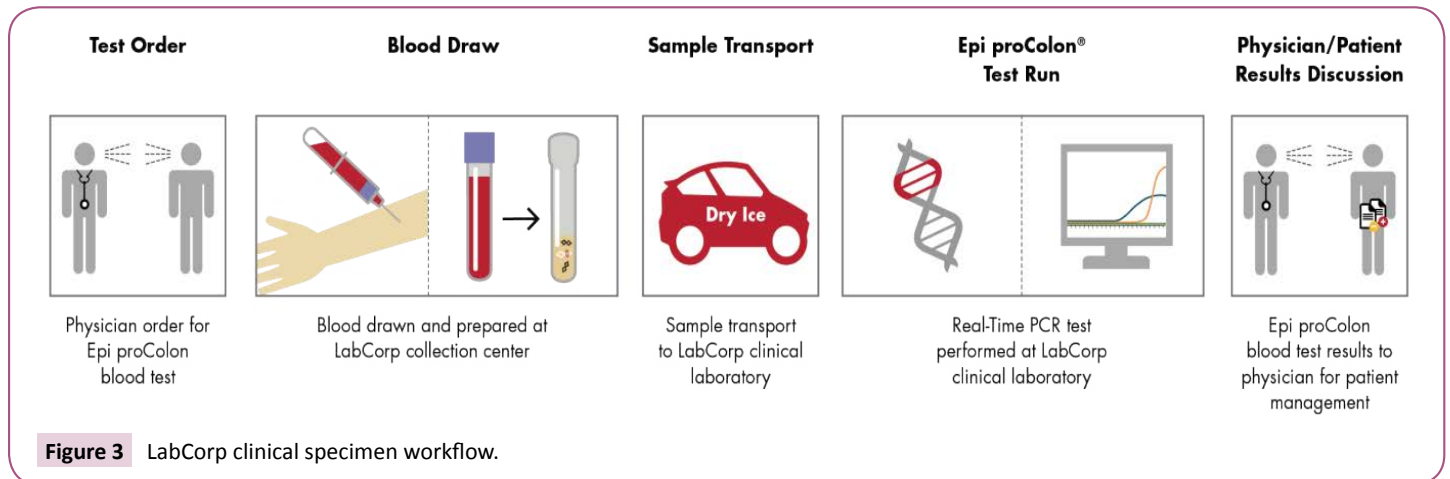 Test Order
Blood Draw
Sample Transport
Epi proColon®
Test Run
Physician/Patient
Results Discussion
Dry Ice
Physician order for
Epi proColon
blood test
Blood drawn and prepared at
LabCorp collection center
Sample transport
to LabCorp clinical
laboratory
Real-Time PCR test
performed at LabCorp
clinical laboratory
Epi proColon
blood test results to
physician for patient
management
Figure 3 LabCorp clinical specimen workflow.